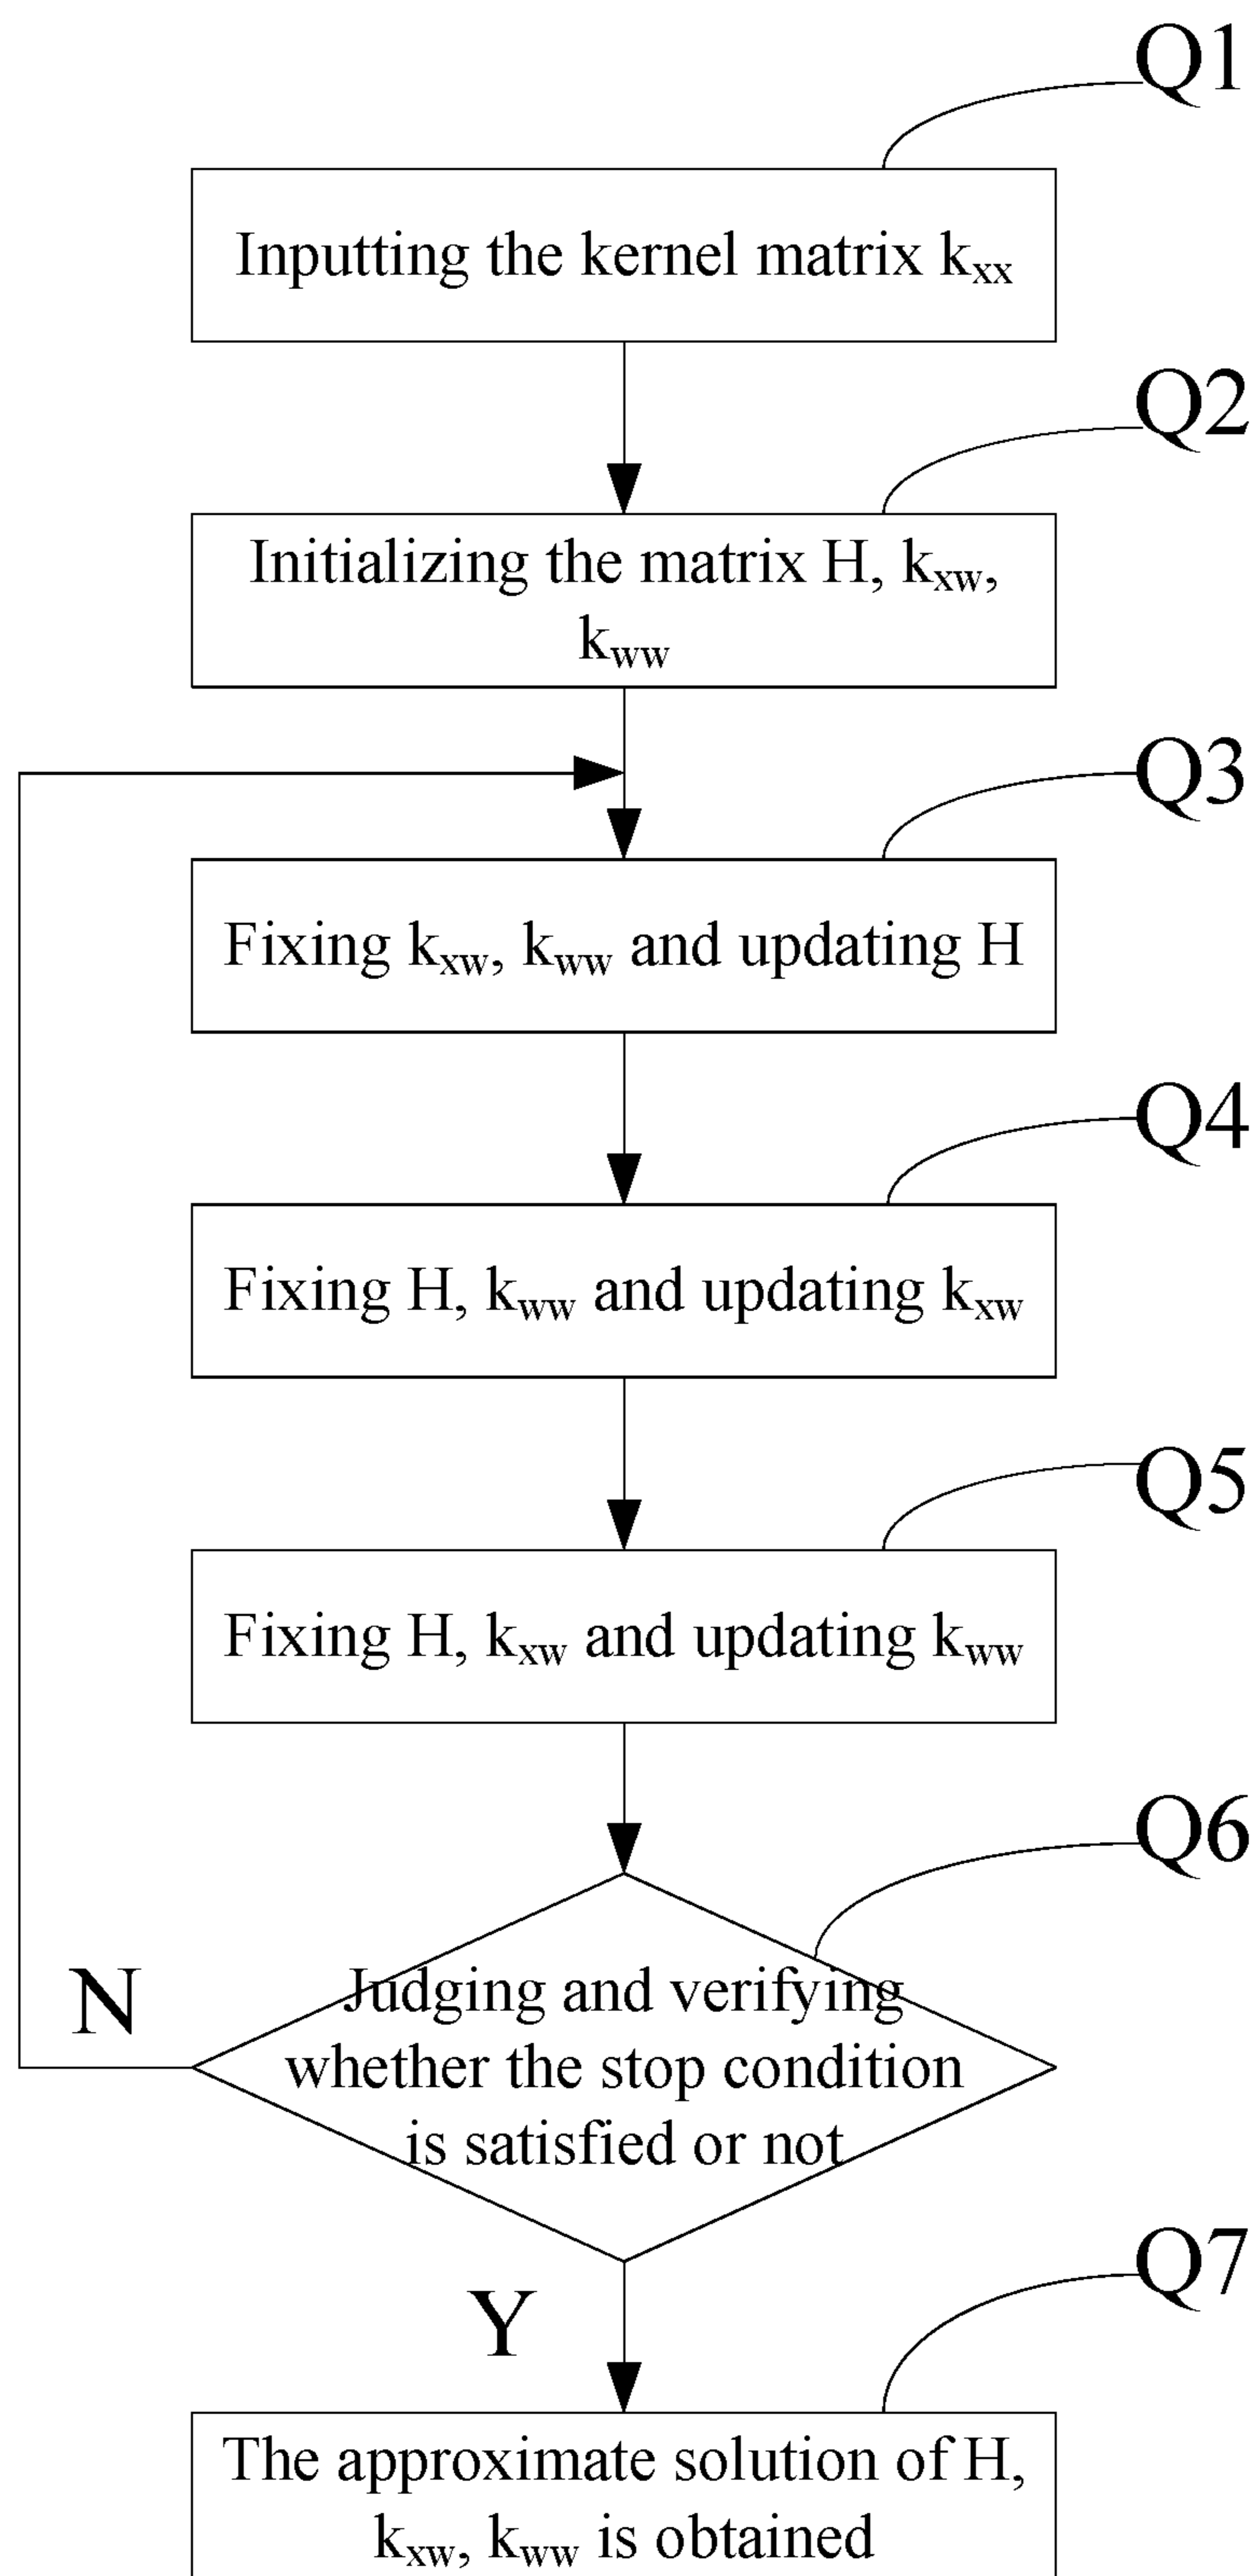 Q1
Inputting the kernel matrix kxx
Q2
Initializing the matrix H, kxw,
kww
Q3
Fixing kxw, kww and updating H
Q4
Fixing H, kww and updating kxw
Q5
Fixing H, kxw and updating kww
Q6
N
Judging and verifying
whether the stop condition
is satisfied or not
Y
Q7
The approximate solution of H,
kxw, kww is obtained